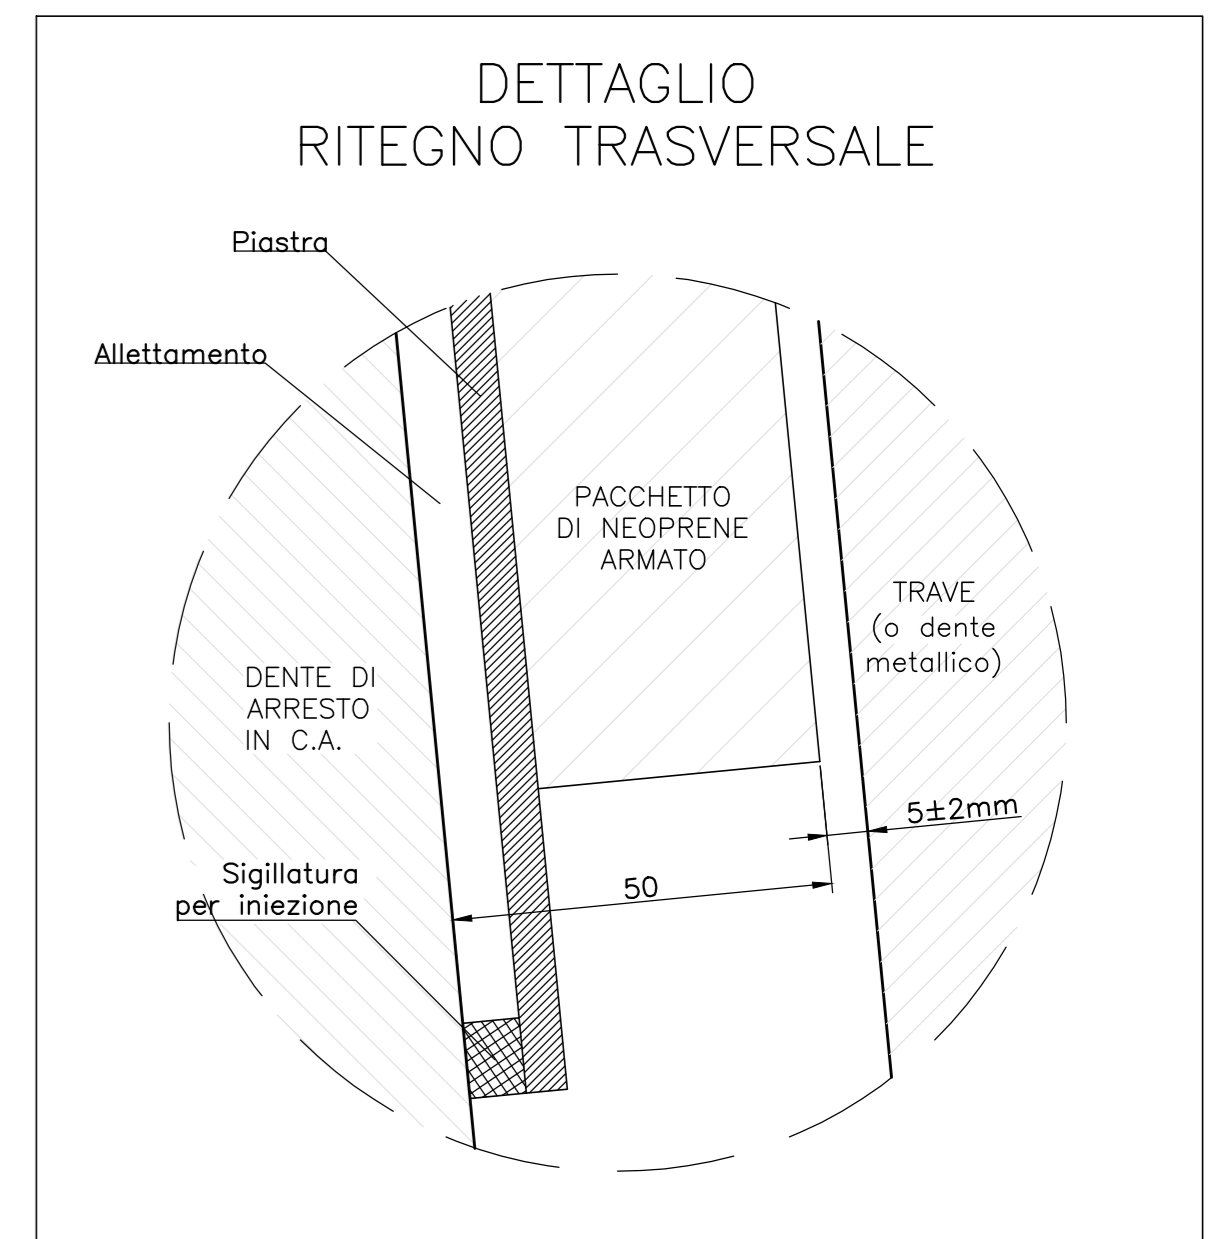 DETTAGLIO
RITEGNO TRASVERSALE
Piastra
Allettamento
PACCHETTO
DI NEOPRENE
ARMATO
TRAVE
(o dente
metallico)
DENTE DI
ARRESTO
IN C.A.
5±2mm
Sigillatura
per iniezione
50